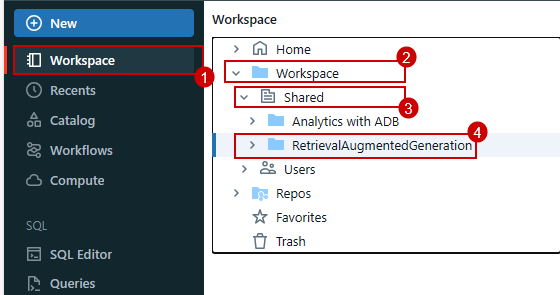 New
Workspace
Recents
Catalog
Workflows
Compute
SQL
SQL Editor
Queries
1
Workspace
Home
Workspace
2
Shared
3
Analytics with ADB
RetrievalAugmentedGeneration
4
Users
Repos
Favorites
Trash